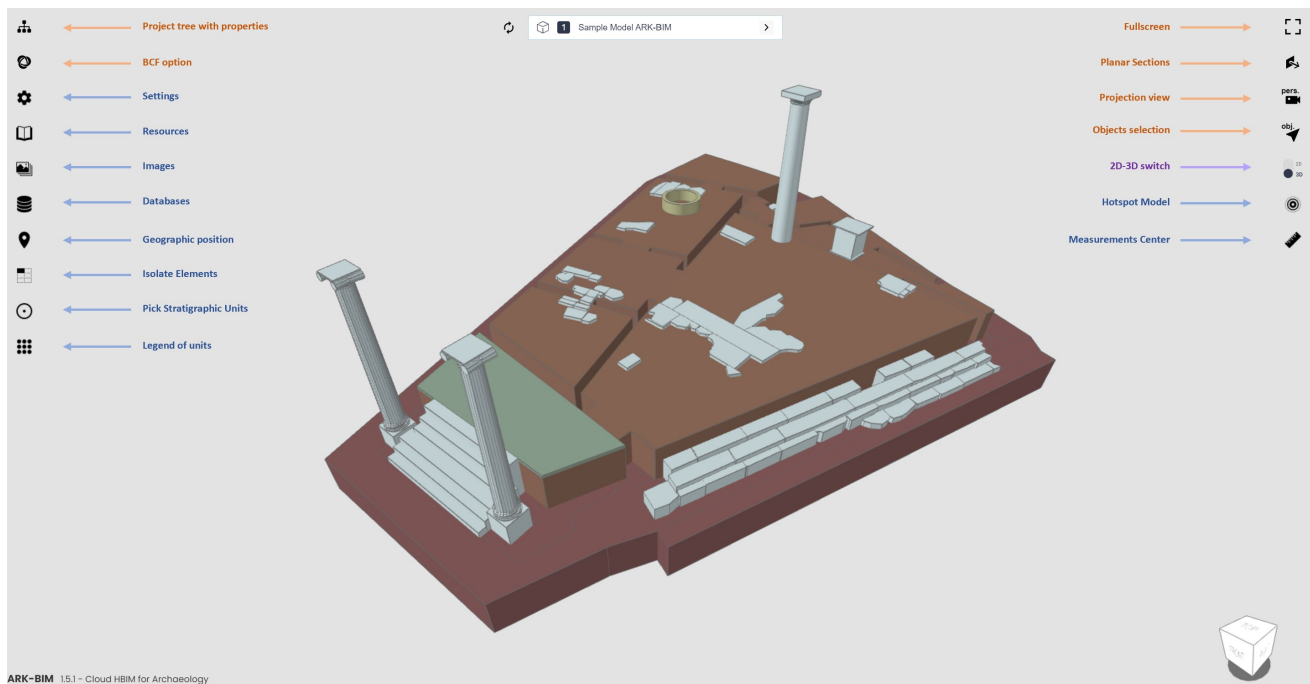 Project tree with properties
1 Sample Model ARK-BIM
Fullscreen
BCF option
Planar Sections
Settings
pers.
Projection view
Resources
obj.
Objects selection
Images
2D-3D switch
2D
3D
Databases
Hotspot Model
Geographic position
Measurements Center
Isolate Elements
Pick Stratigraphic Units
Legend of units
TOP
ARK-BIM 1.5.1 - Cloud HBIM for Archaeology